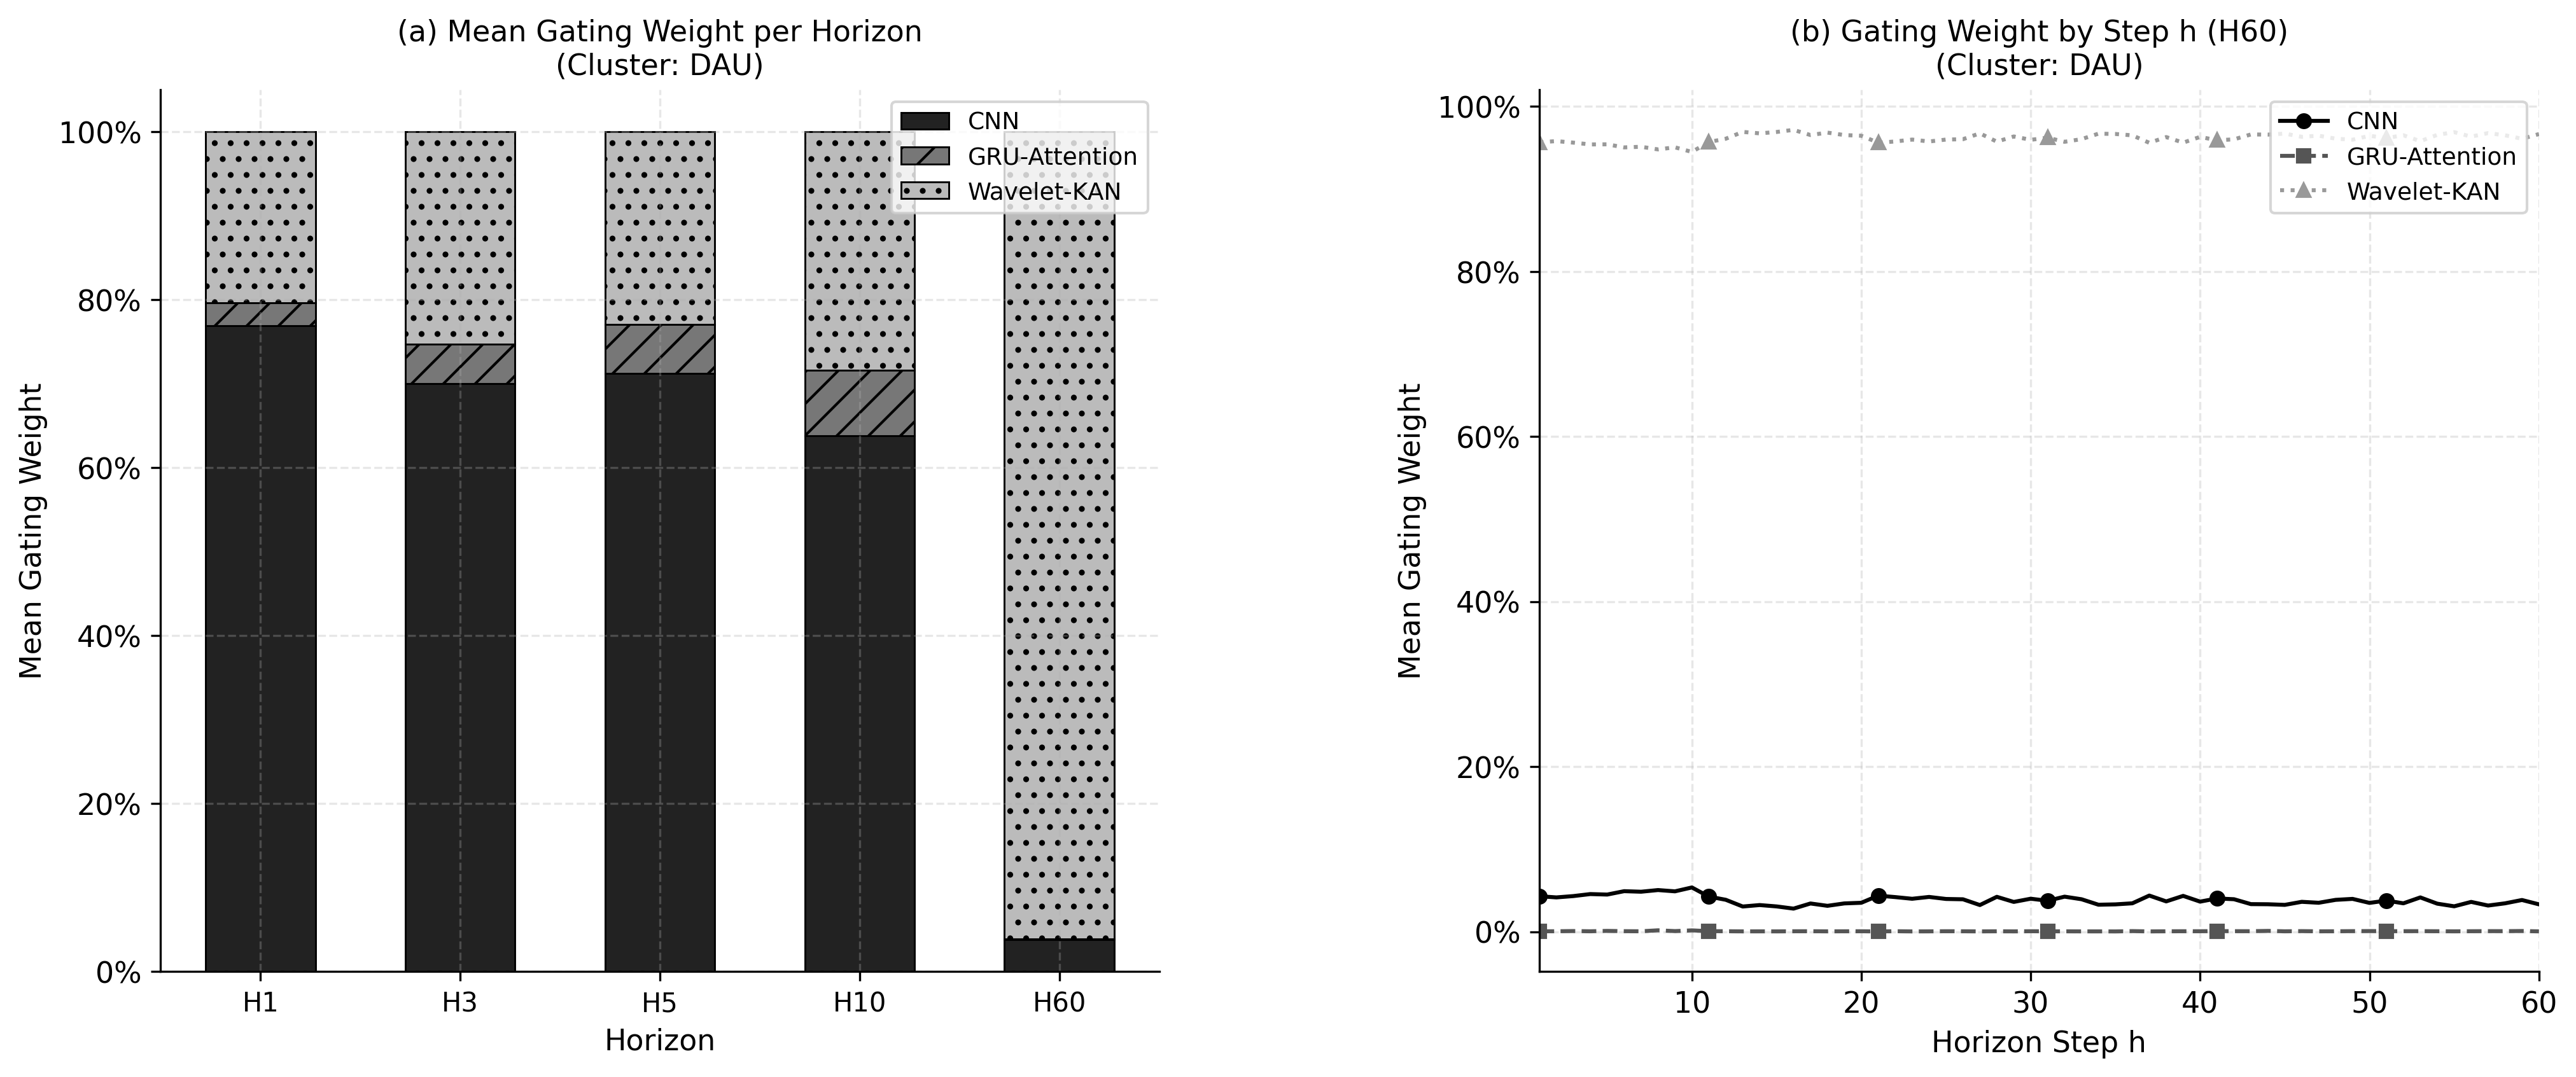 (a) Mean Gating Weight per Horizon
(Cluster: DAU)
CNN
GRU-Attention
Wavelet-KAN
Mean Gating Weight
100%
80%
60%
40%
20%
0%
H1 H3 H5 H10 H60
Horizon
(b) Gating Weight by Step h (H60)
(Cluster: DAU)
CNN
GRU-Attention
Wavelet-KAN
Mean Gating Weight
100%
80%
60%
40%
20%
0%
10 20 30 40 50 60
Horizon Step h